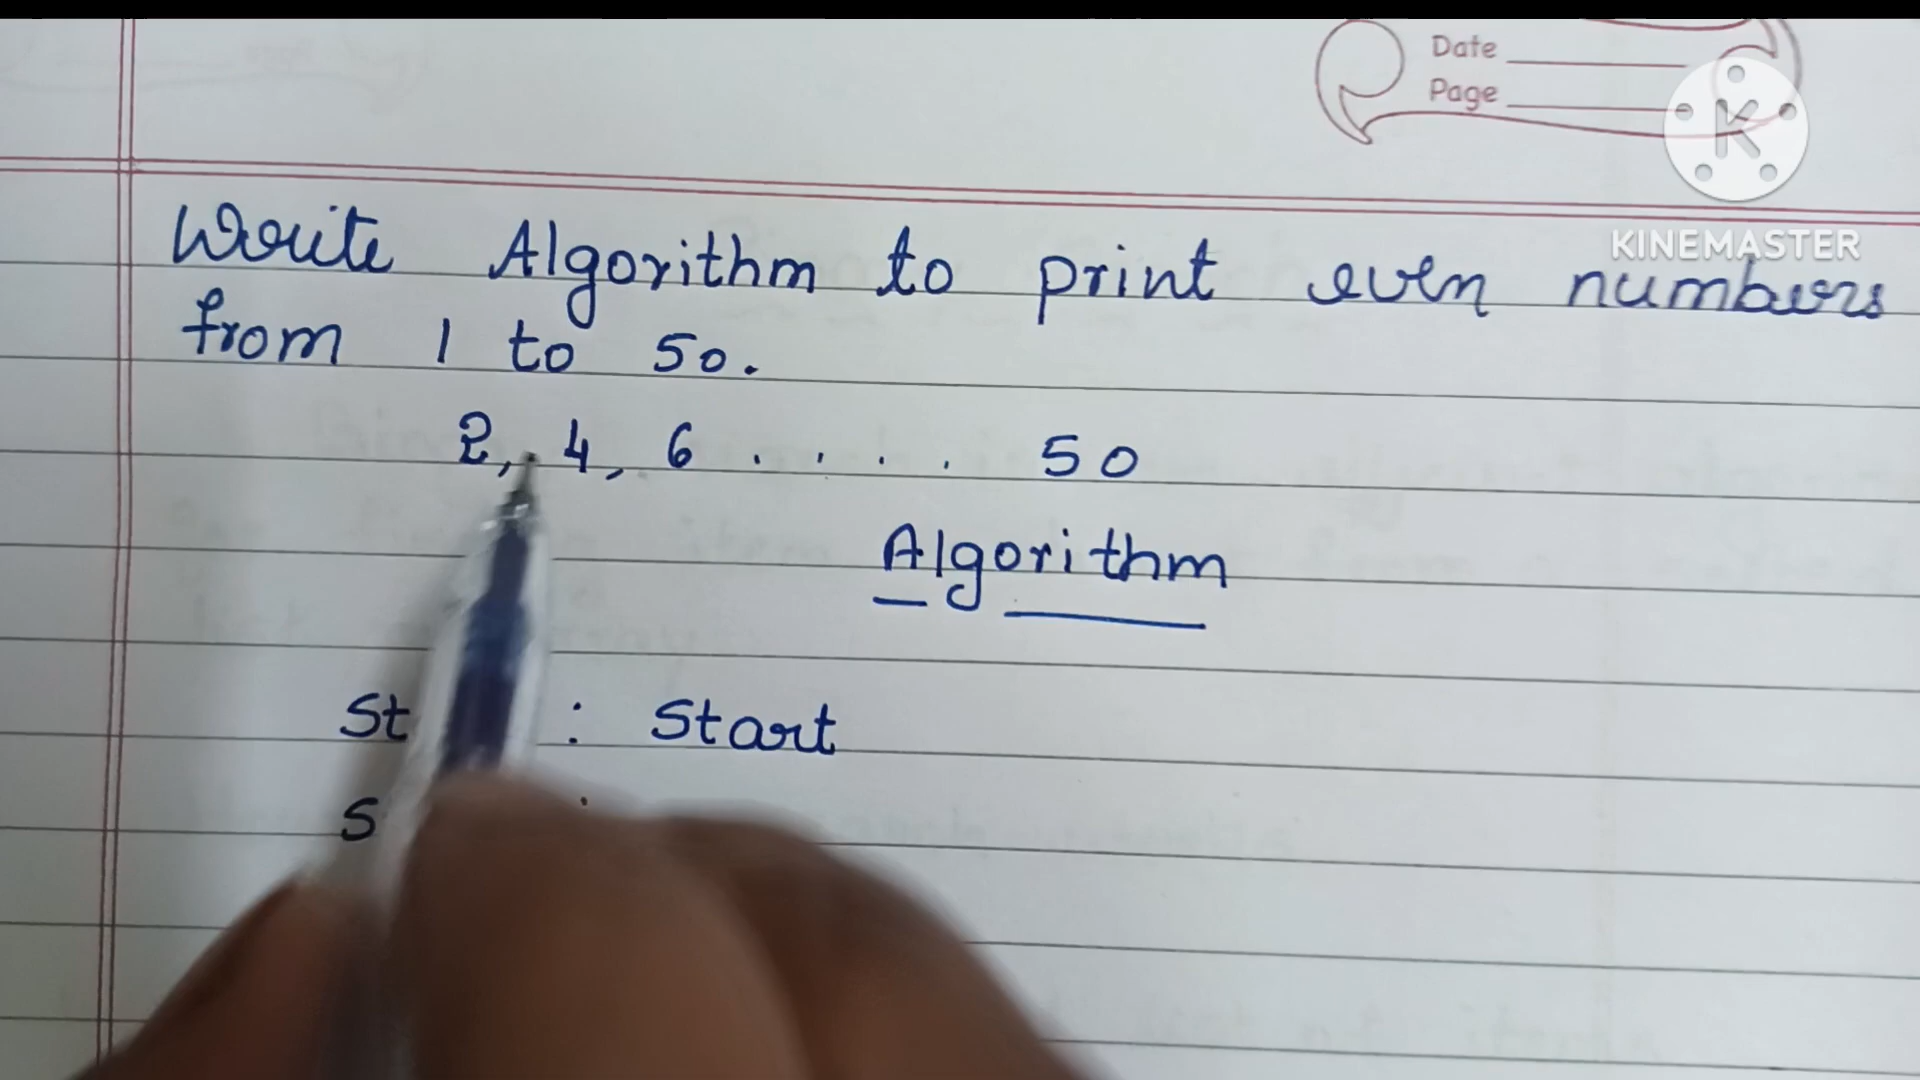 Date
Page
KINEMASTER
Write Algorithm to print even numbers
from 1 to 50.
2, 4, 6 . . . . 50
Algorithm
: Start
: